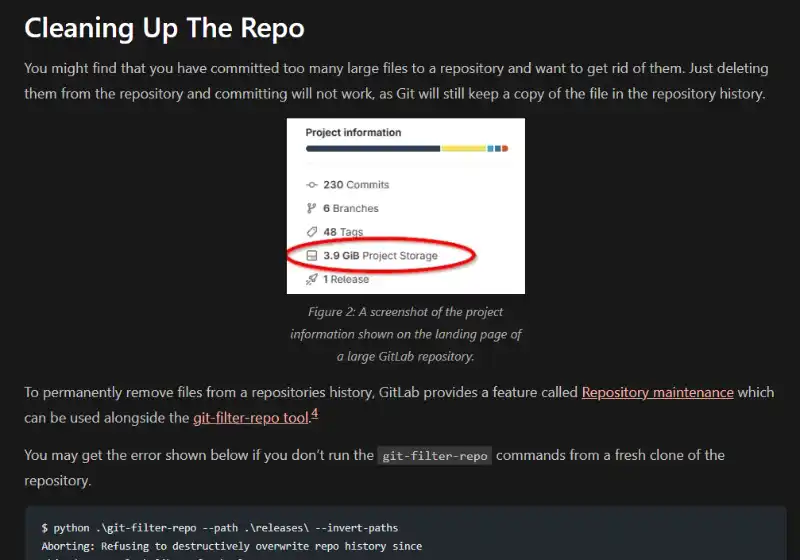 Cleaning Up The Repo
You might find that you have committed too many large files to a repository and want to get rid of them. Just deleting
them from the repository and committing will not work, as Git will still keep a copy of the file in the repository history.
Project information
230 Commits
6 Branches
48 Tags
3.9 GiB Project Storage
1 Release
Figure 2: A screenshot of the project
information shown on the landing page of
a large GitLab repository.
To permanently remove files from a repositories history, GitLab provides a feature called Repository maintenance which
can be used alongside the git-filter-repo tool.4
You may get the error shown below if you don't run the git-filter-repo commands from a fresh clone of the
repository.
$ python .\git-filter-repo --path .\releases\ --invert-paths
Aborting: Refusing to destructively overwrite repo history since